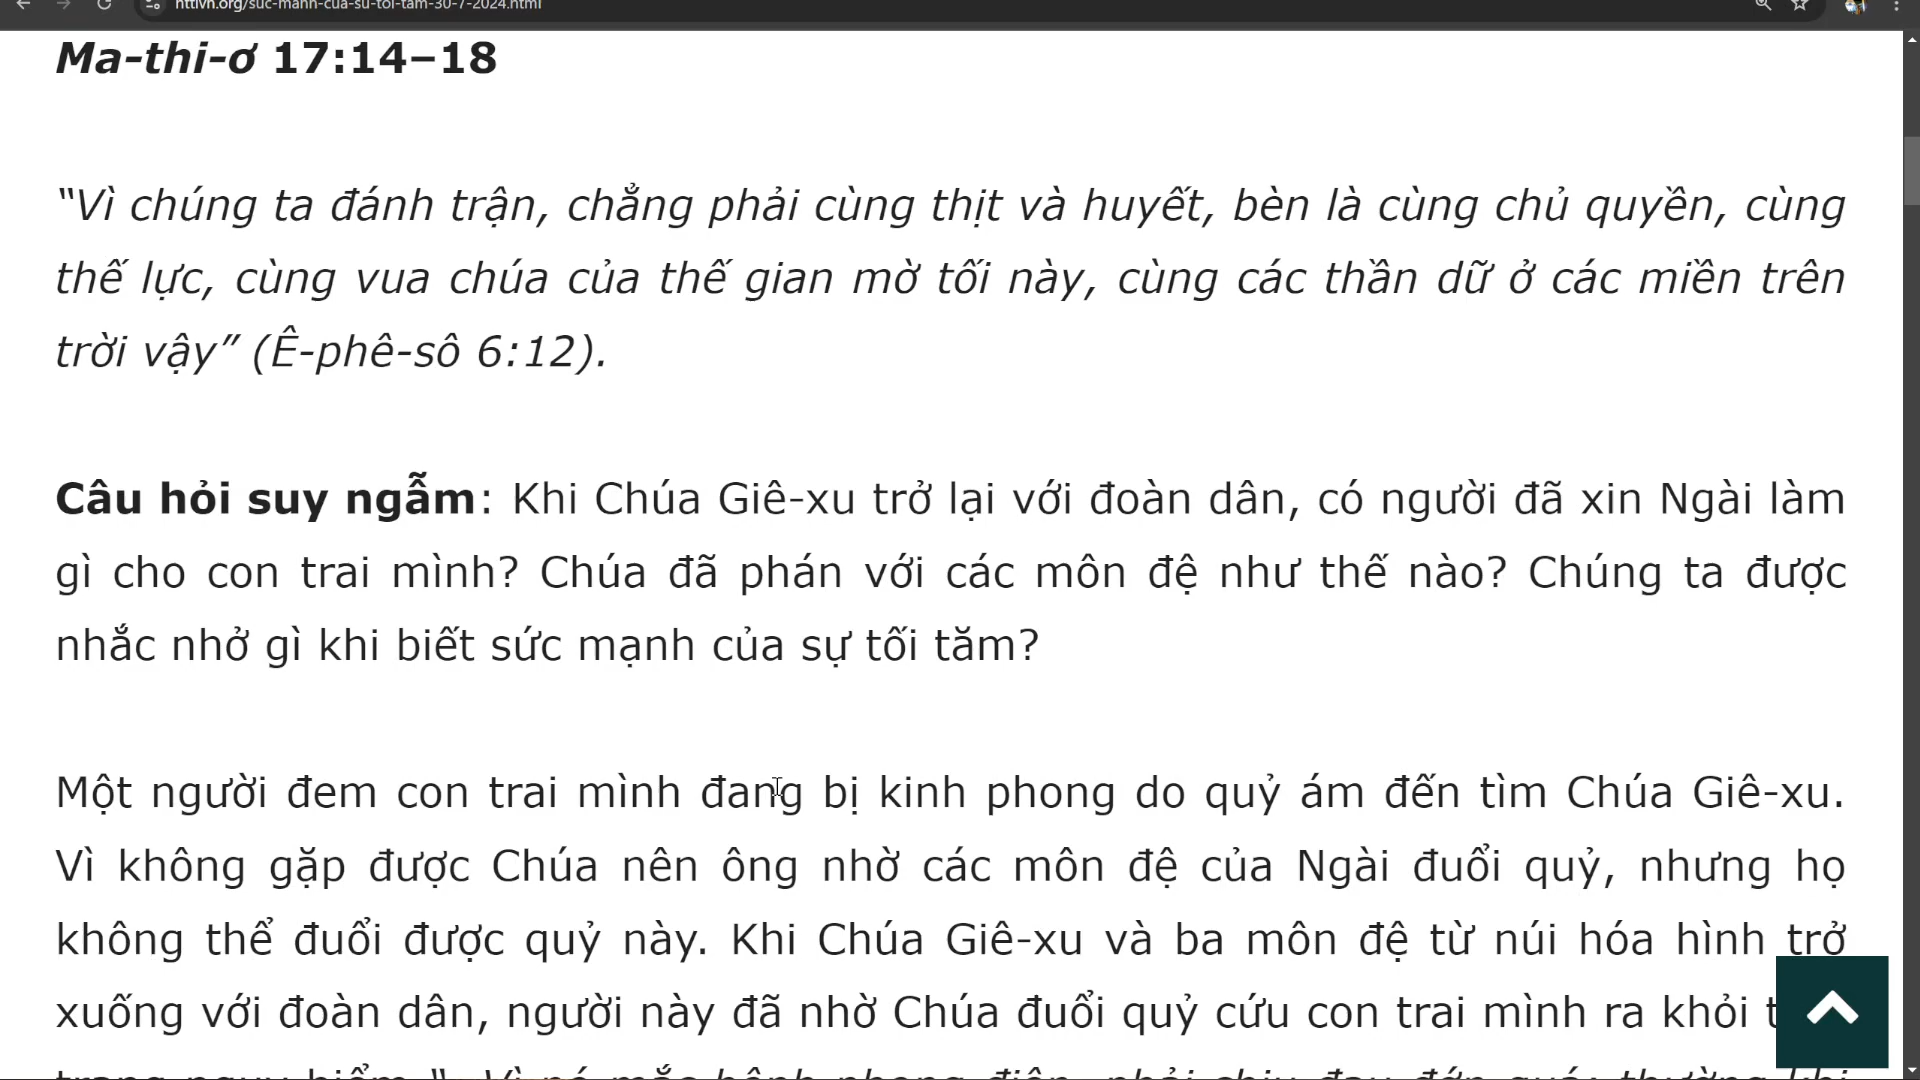 httlvn.org/suc-manh-cua-su-toi-tam-30-7-2024.html
Ma-thi-ơ 17:14–18
“Vì chúng ta đánh trận, chẳng phải cùng thịt và huyết, bèn là cùng chủ quyền, cùng
thế lực, cùng vua chúa của thế gian mờ tối này, cùng các thần dữ ở các miền trên
trời vậy” (Ê-phê-sô 6:12).
Câu hỏi suy ngẫm: Khi Chúa Giê-xu trở lại với đoàn dân, có người đã xin Ngài làm
gì cho con trai mình? Chúa đã phán với các môn đệ như thế nào? Chúng ta được
nhắc nhở gì khi biết sức mạnh của sự tối tăm?
Một người đem con trai mình đang bị kinh phong do quỷ ám đến tìm Chúa Giê-xu.
Vì không gặp được Chúa nên ông nhờ các môn đệ của Ngài đuổi quỷ, nhưng họ
không thể đuổi được quỷ này. Khi Chúa Giê-xu và ba môn đệ từ núi hóa hình trở
xuống với đoàn dân, người này đã nhờ Chúa đuổi quỷ cứu con trai mình ra khỏi